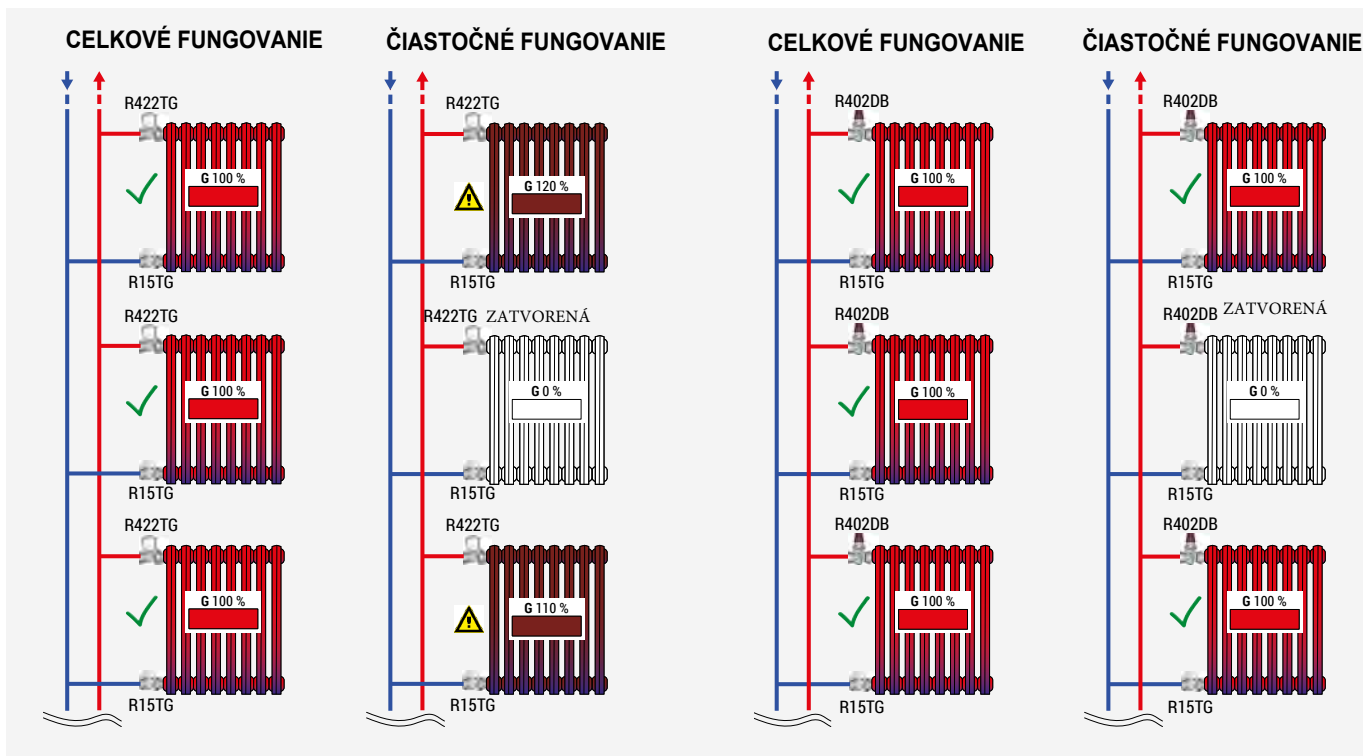 CELKOVÉ FUNGOVANIE
R422TG
G 100 %
R15TG
R422TG
G 100 %
R15TG
R422TG
G 100 %
R15TG
ČIASTOČNÉ FUNGOVANIE
R422TG
G 120 %
R15TG
R422TG ZATVORENÁ
G 0 %
R15TG
R422TG
G 110 %
R15TG
CELKOVÉ FUNGOVANIE
R402DB
G 100 %
R15TG
R402DB
G 100 %
R15TG
R402DB
G 100 %
R15TG
ČIASTOČNÉ FUNGOVANIE
R402DB
G 100 %
R15TG
R402DB ZATVORENÁ
G 0 %
R15TG
R402DB
G 100 %
R15TG